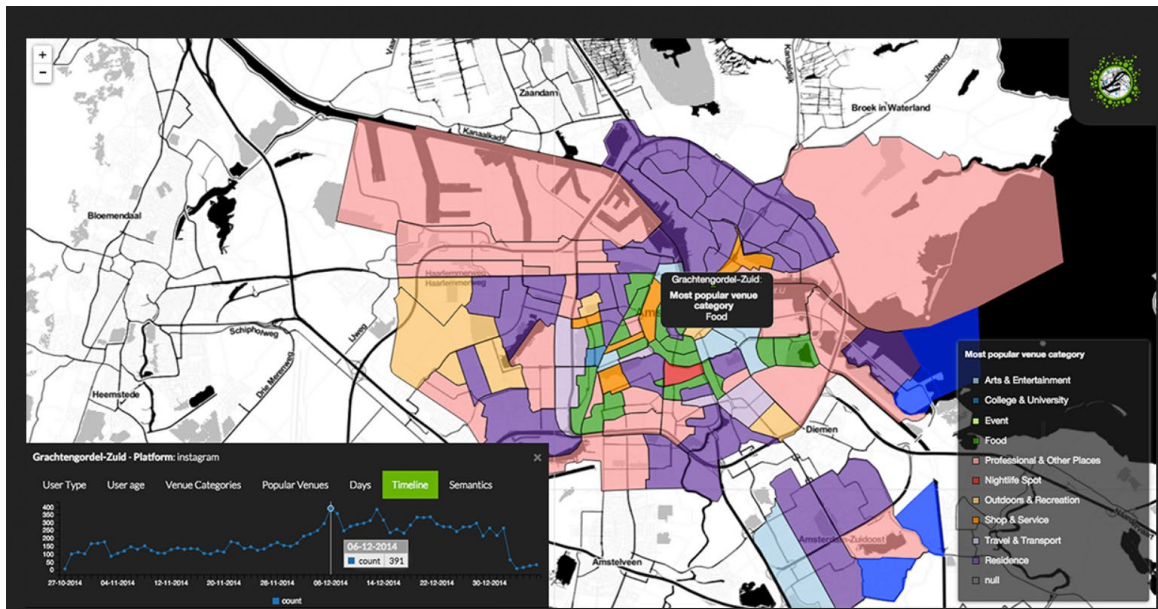 +
−
Zaandam
Kanaalkade
Broek in Waterland
Jaagweg
Bloemendaal
Haarlemmerweg
Haarlemmerweg
Schipholweg
IJweg
Drie Merenweg
Heemstede
Grachtengordel-Zuid:
Most popular venue
category
Food
Diemen
Amsterdam-Zuidoost
Amstelveen
Most popular venue category
Arts & Entertainment
College & University
Event
Food
Professional & Other Places
Nightlife Spot
Outdoors & Recreation
Shop & Service
Travel & Transport
Residence
null
Grachtengordel-Zuid - Platform: instagram
×
User Type User age Venue Categories Popular Venues Days Timeline Semantics
400
350
300
250
200
150
100
50
0
06-12-2014
count 391
27-10-2014 04-11-2014 12-11-2014 20-11-2014 28-11-2014 06-12-2014 14-12-2014 22-12-2014 30-12-2014
count